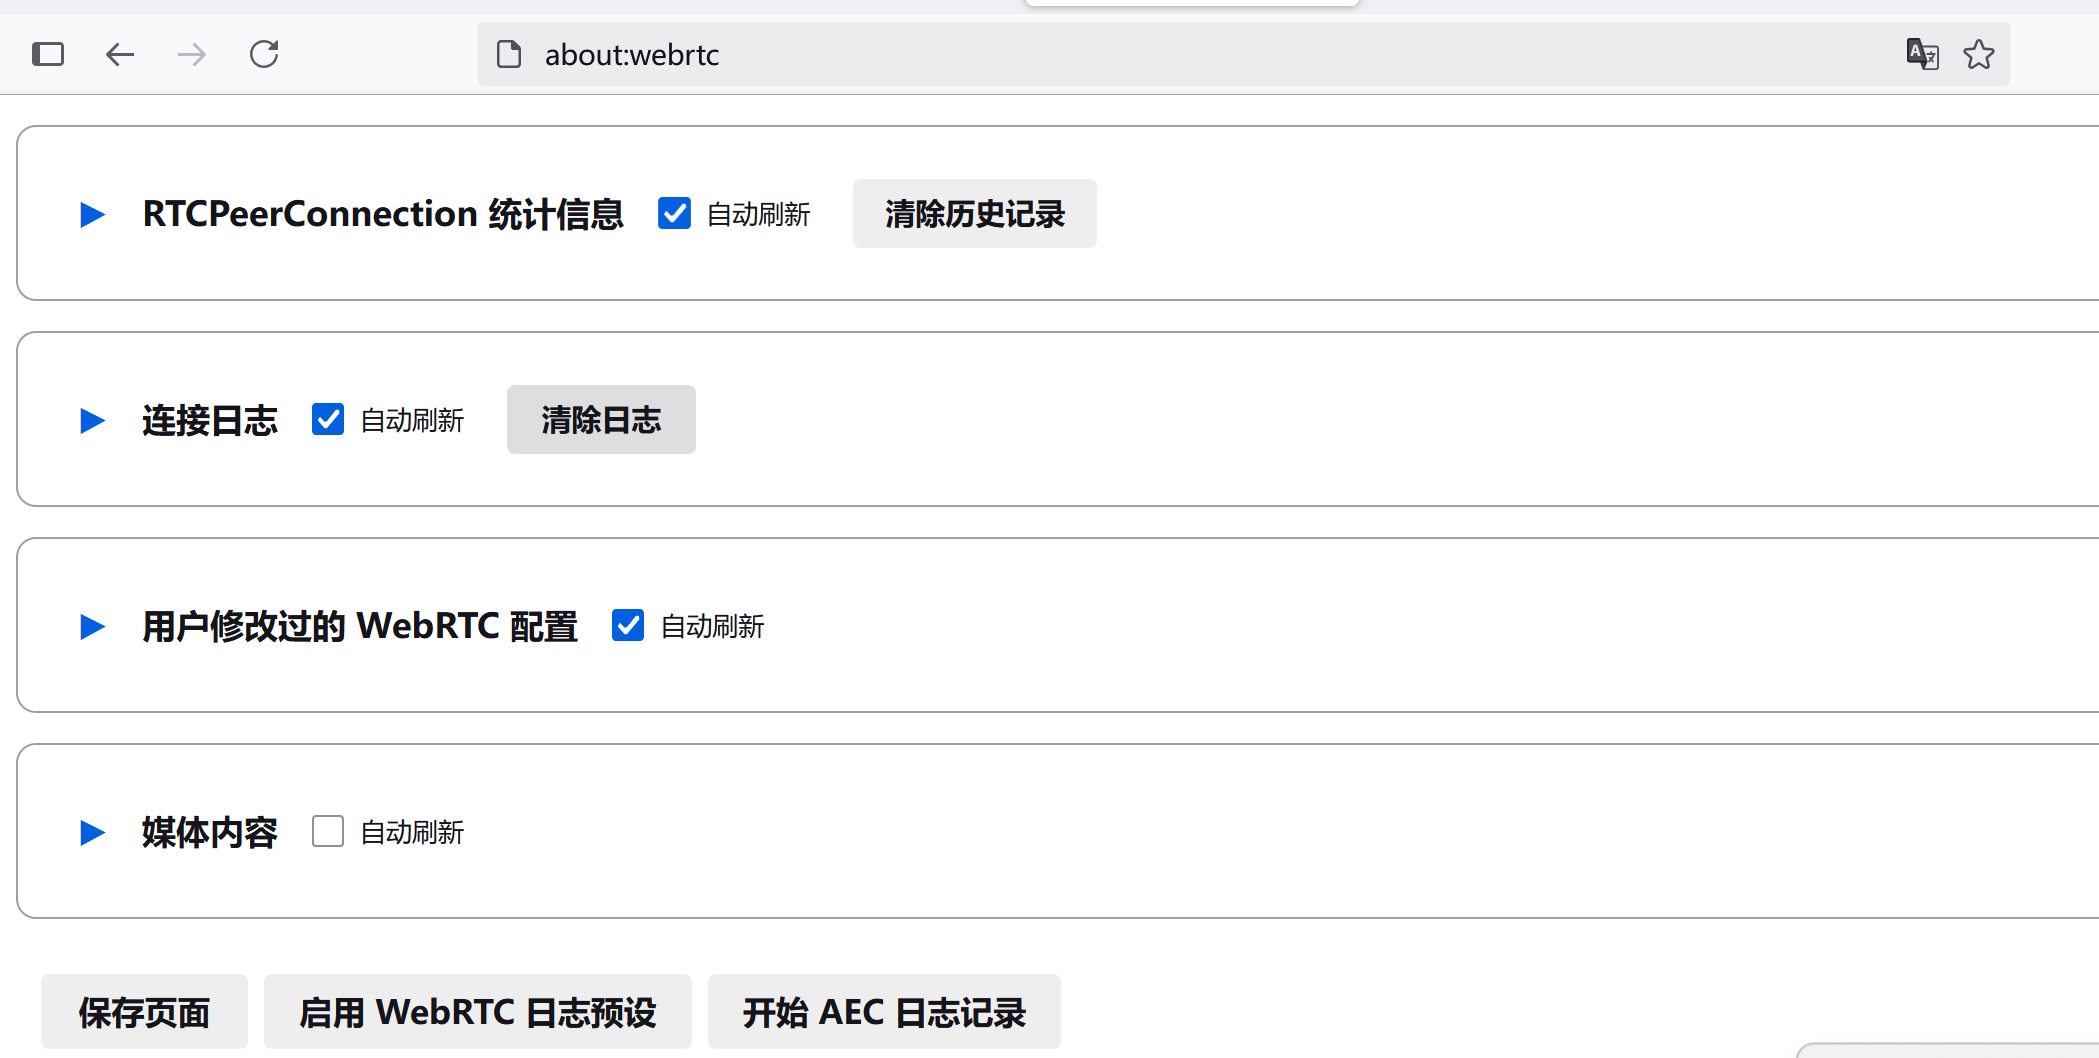 about:webrtc
RTCPeerConnection 统计信息 自动刷新 清除历史记录
连接日志 自动刷新 清除日志
用户修改过的 WebRTC 配置 自动刷新
媒体内容 自动刷新
保存页面 启用 WebRTC 日志预设 开始 AEC 日志记录